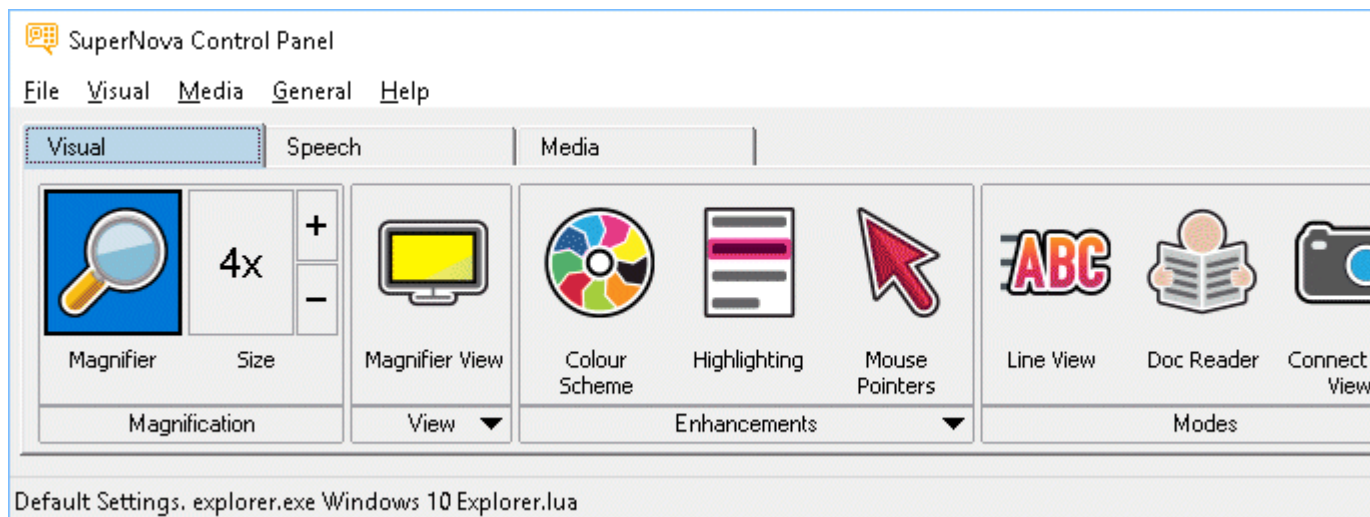 SuperNova Control Panel
File Visual Media General Help
Visual Speech Media
4x + −
ABC
Magnifier Size Magnifier View Colour Scheme Highlighting Mouse Pointers Line View Doc Reader Connect View
Magnification View Enhancements Modes
Default Settings. explorer.exe Windows 10 Explorer.lua